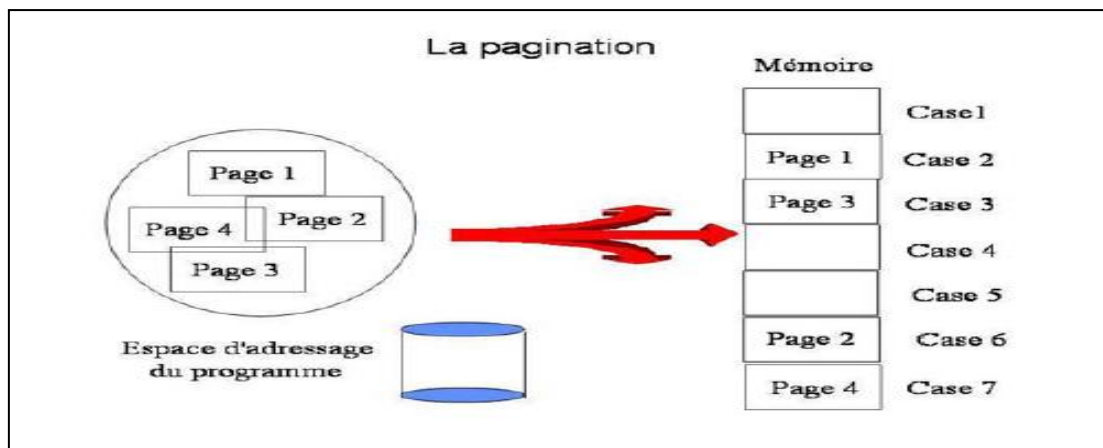 La pagination
Mémoire
Case1
Page 1
Case 2
Page 1
Page 3
Case 3
Page 2
Page 4
Case 4
Page 3
Case 5
Espace d'adressage
du programme
Page 2
Case 6
Page 4
Case 7